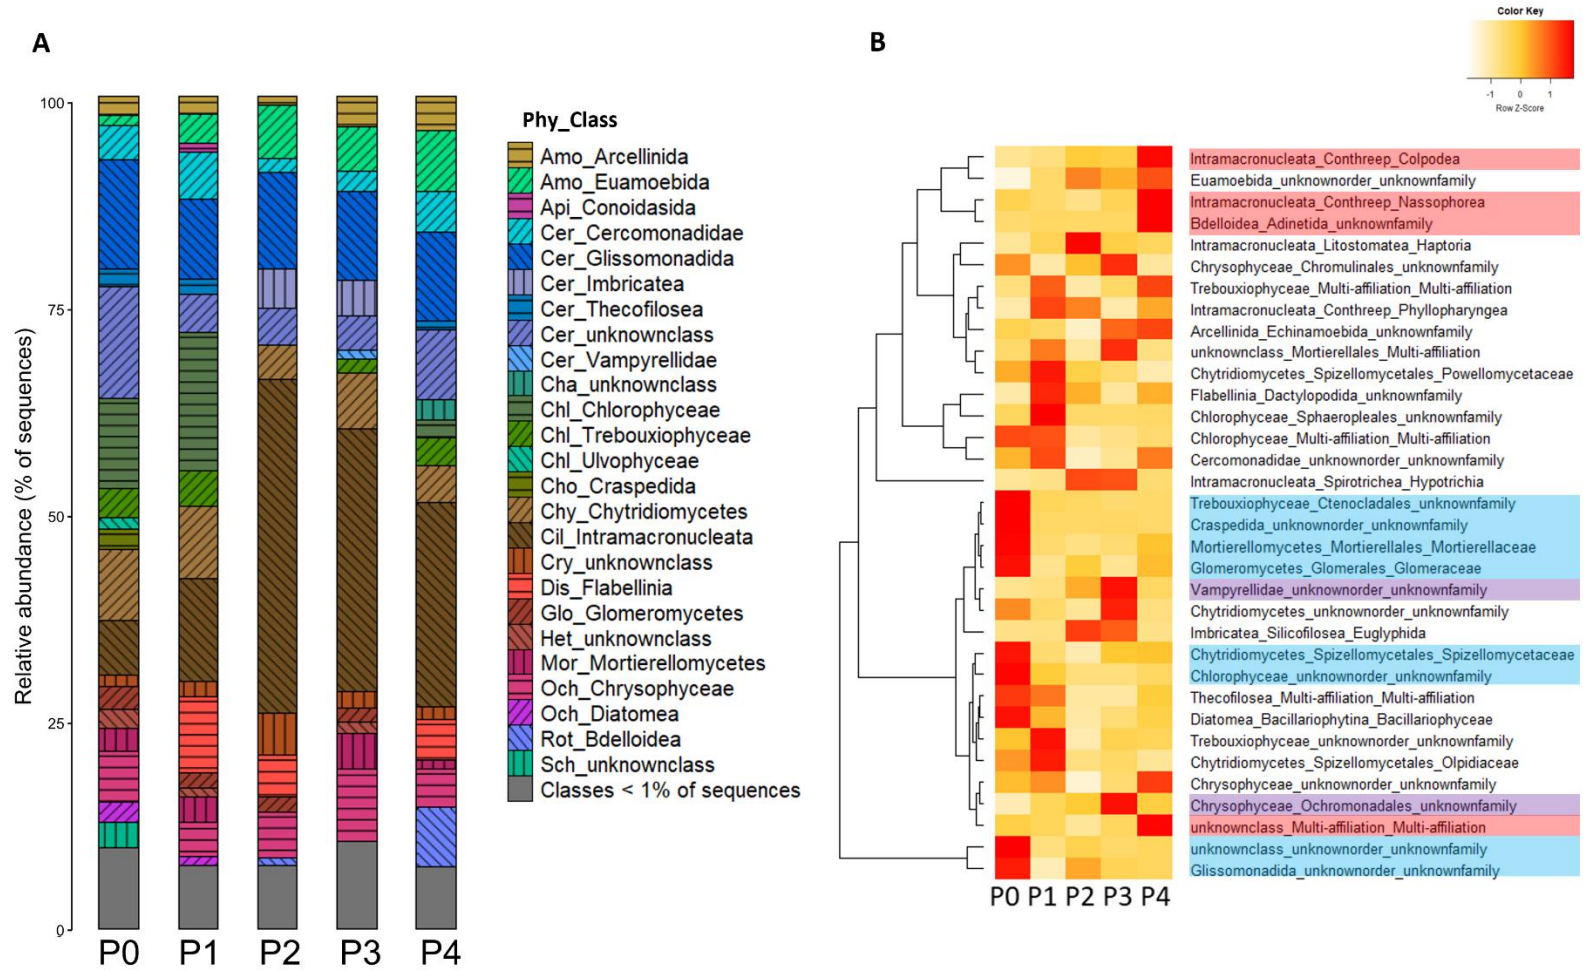 A
Relative abundance (% of sequences)
100
75
50
25
0
P0 P1 P2 P3 P4
Phy_Class
Amo_Arcellinida
Amo_Euamoebida
Api_Conoidasida
Cer_Cercomonadidae
Cer_Glissomonadida
Cer_Imbricatea
Cer_Thecofilosea
Cer_unknownclass
Cer_Vampyrellidae
Cha_unknownclass
Chl_Chlorophyceae
Chl_Trebouxiophyceae
Chl_Ulvophyceae
Cho_Craspedida
Chy_Chytridiomycetes
Cil_Intramacronucleata
Cry_unknownclass
Dis_Flabellinia
Glo_Glomeromycetes
Het_unknownclass
Mor_Mortierellomycetes
Och_Chrysophyceae
Och_Diatomea
Rot_Bdelloidea
Sch_unknownclass
Classes < 1% of sequences
B
Color Key
-1 0 1
Row Z-Score
Intramacronucleata_Conthreep_Colpodea
Euamoebida_unknownorder_unknownfamily
Intramacronucleata_Conthreep_Nassophorea
Bdelloidea_Adinetida_unknownfamily
Intramacronucleata_Litostomatea_Haptoria
Chrysophyceae_Chromulinales_unknownfamily
Trebouxiophyceae_Multi-affiliation_Multi-affiliation
Intramacronucleata_Conthreep_Phyllopharyngea
Arcellinida_Echinamoebida_unknownfamily
unknownclass_Mortierellales_Multi-affiliation
Chytridiomycetes_Spizellomycetales_Powellomycetaceae
Flabellinia_Dactylopodida_unknownfamily
Chlorophyceae_Sphaeropleales_unknownfamily
Chlorophyceae_Multi-affiliation_Multi-affiliation
Cercomonadidae_unknownorder_unknownfamily
Intramacronucleata_Spirotrichea_Hypotrichia
Trebouxiophyceae_Ctenocladales_unknownfamily
Craspedida_unknownorder_unknownfamily
Mortierellomycetes_Mortierellales_Mortierellaceae
Glomeromycetes_Glomerales_Glomeraceae
Vampyrellidae_unknownorder_unknownfamily
Chytridiomycetes_unknownorder_unknownfamily
Imbricatea_Silicofilosea_Euglyphida
Chytridiomycetes_Spizellomycetales_Spizellomycetaceae
Chlorophyceae_unknownorder_unknownfamily
Thecofilosea_Multi-affiliation_Multi-affiliation
Diatomea_Bacillariophytina_Bacillariophyceae
Trebouxiophyceae_unknownorder_unknownfamily
Chytridiomycetes_Spizellomycetales_Olpidiaceae
Chrysophyceae_unknownorder_unknownfamily
Chrysophyceae_Ochromonadales_unknownfamily
unknownclass_Multi-affiliation_Multi-affiliation
unknownclass_unknownorder_unknownfamily
Glissomonadida_unknownorder_unknownfamily
P0 P1 P2 P3 P4